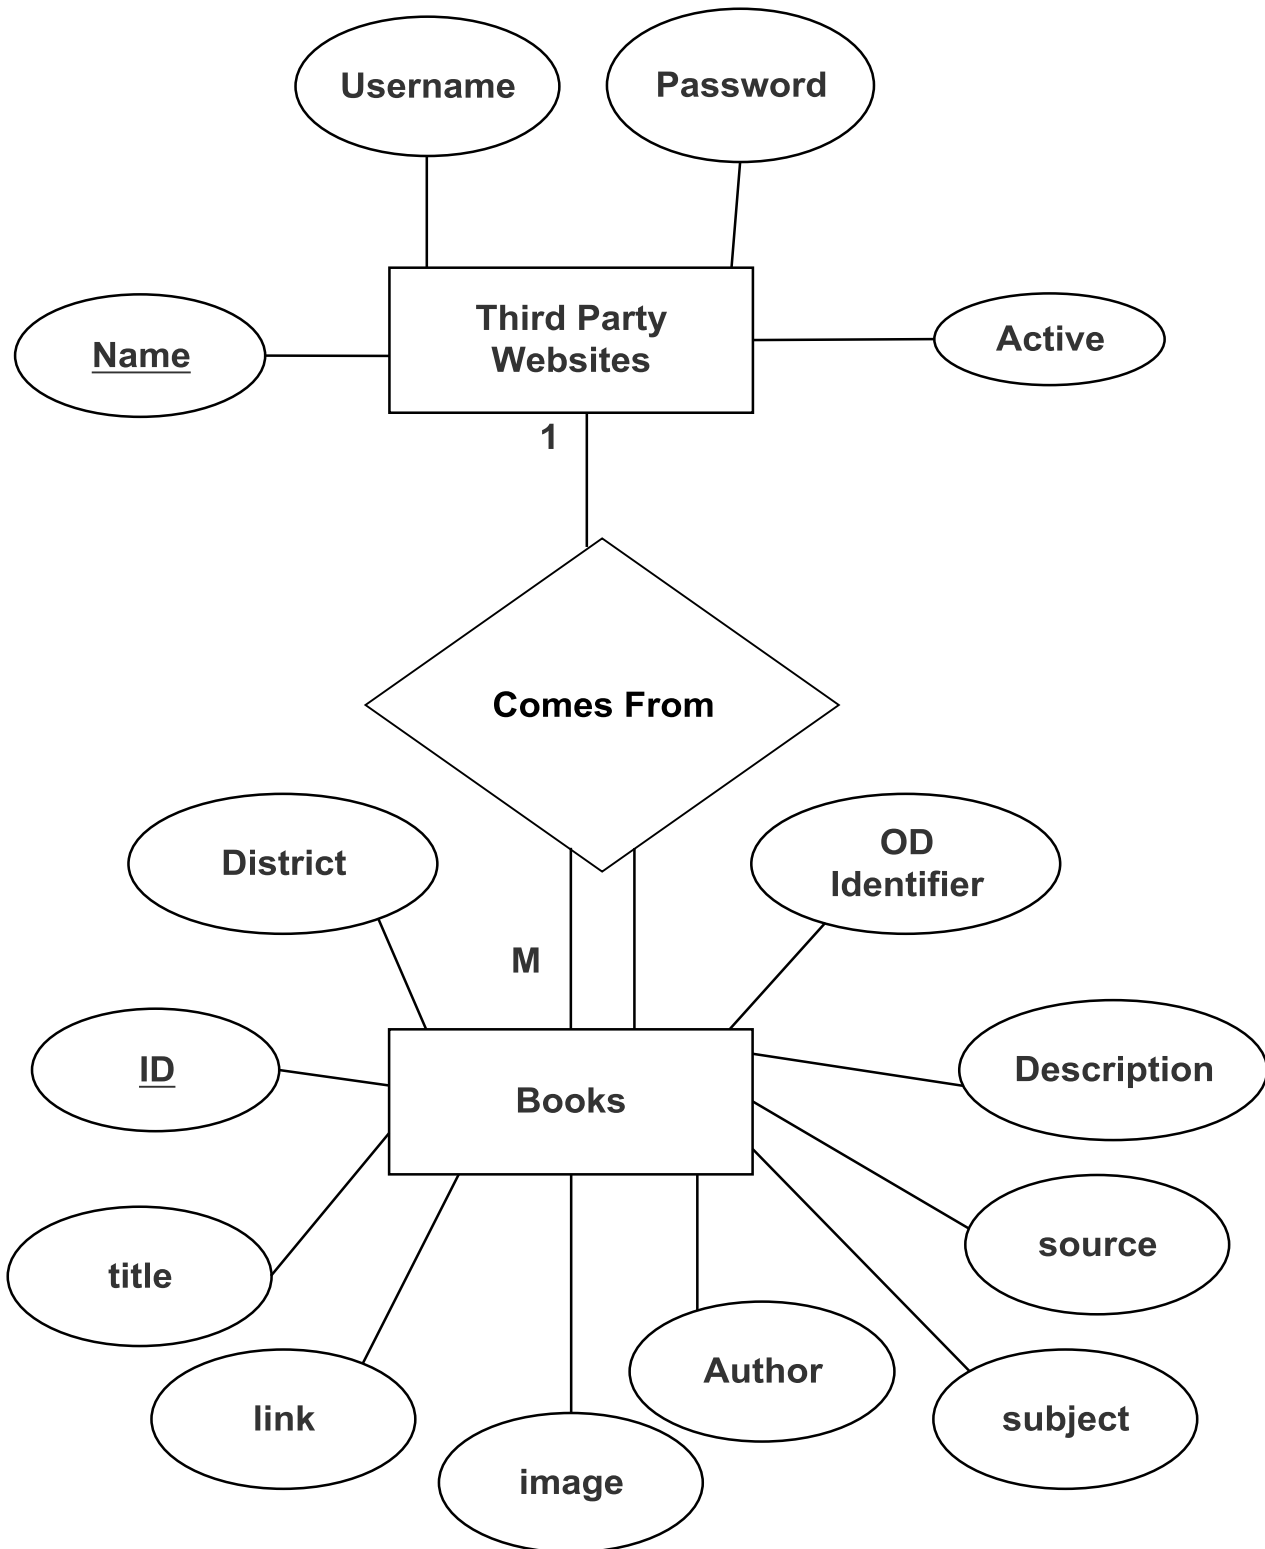 Username
Password
Third Party
Websites
Name
Active
1
Comes From
District
OD
Identifier
M
ID
Description
Books
source
title
Author
link
subject
image